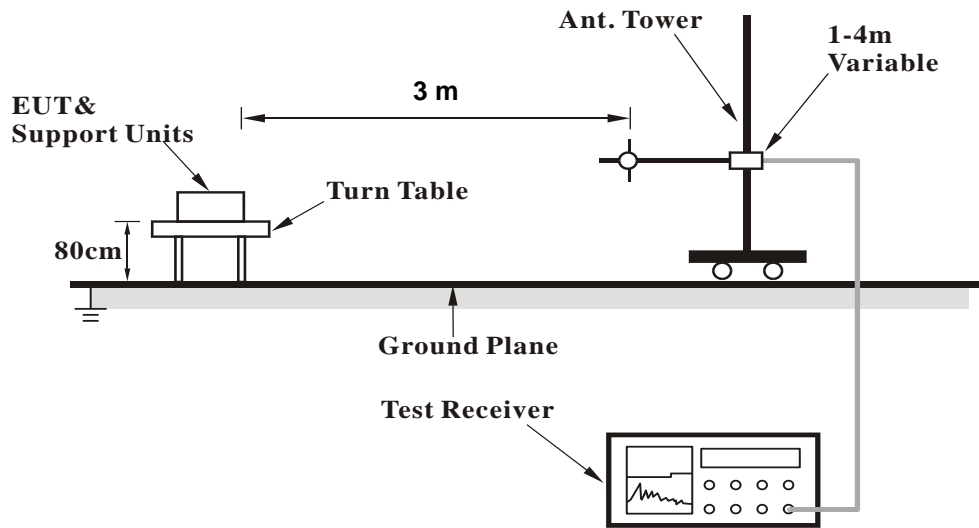 Ant. Tower
1-4m
Variable
3 m
EUT&
Support Units
Turn Table
80cm
Ground Plane
Test Receiver